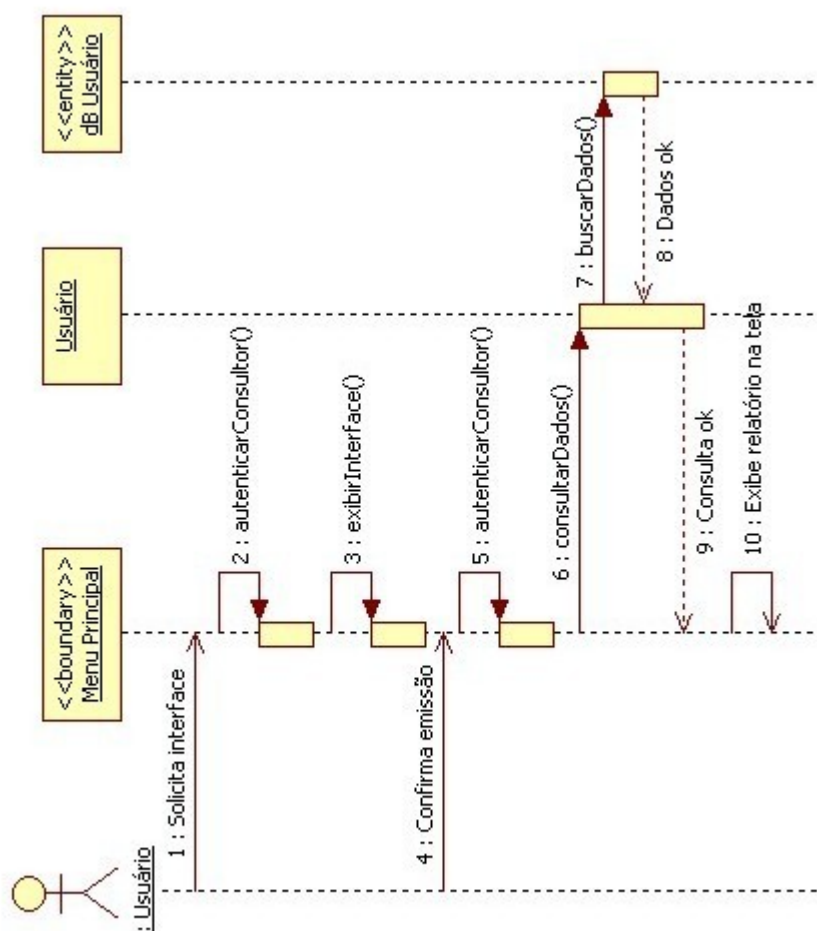 : Usuário
<<boundary>>
Menu Principal
Usuário
<<entity>>
dB Usuário
1 : Solicita interface
2 : autenticarConsultor()
3 : exibirInterface()
4 : Confirma emissão
5 : autenticarConsultor()
6 : consultarDados()
7 : buscarDados()
8 : Dados ok
9 : Consulta ok
10 : Exibe relatório na tela